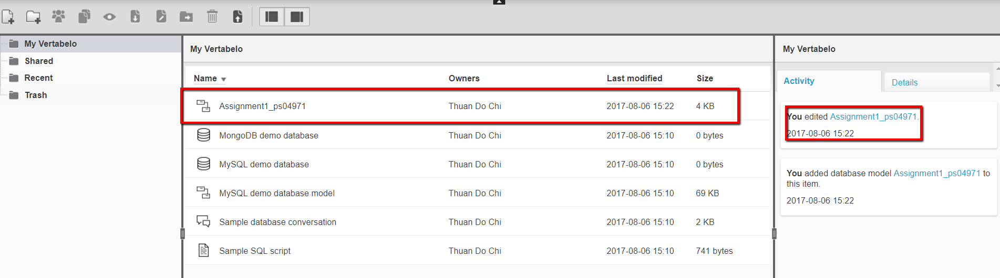 My Vertabelo
Shared
Recent
Trash
My Vertabelo
Name Owners Last modified Size
Assignment1_ps04971 Thuan Do Chi 2017-08-06 15:22 4 KB
MongoDB demo database Thuan Do Chi 2017-08-06 15:10 0 bytes
MySQL demo database Thuan Do Chi 2017-08-06 15:10 0 bytes
MySQL demo database model Thuan Do Chi 2017-08-06 15:10 69 KB
Sample database conversation Thuan Do Chi 2017-08-06 15:10 2 KB
Sample SQL script Thuan Do Chi 2017-08-06 15:10 741 bytes
My Vertabelo
Activity Details
You edited Assignment1_ps04971.
2017-08-06 15:22
You added database model Assignment1_ps04971 to
this item.
2017-08-06 15:22